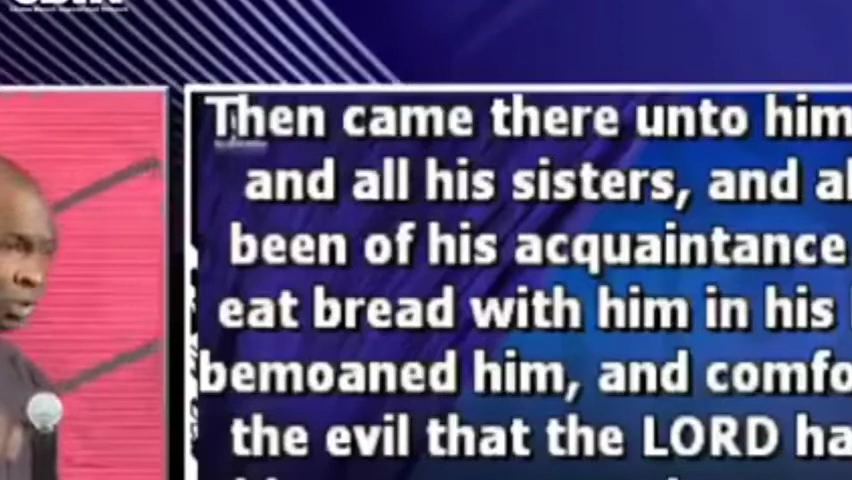 Then came there unto him
and all his sisters, and al
been of his acquaintance
eat bread with him in his
bemoaned him, and comfo
the evil that the LORD ha